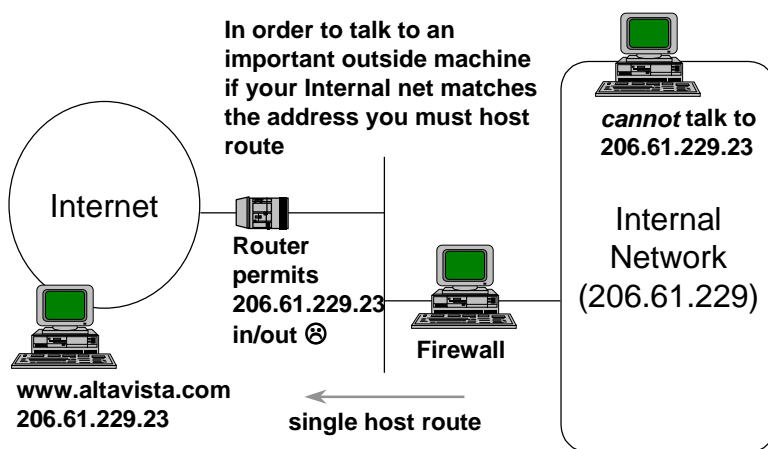 In order to talk to an
important outside machine
if your Internal net matches
the address you must host
route
cannot talk to
206.61.229.23
Internet
Internal
Network
(206.61.229)
Router
permits
206.61.229.23
in/out ☹
Firewall
www.altavista.com
206.61.229.23
single host route